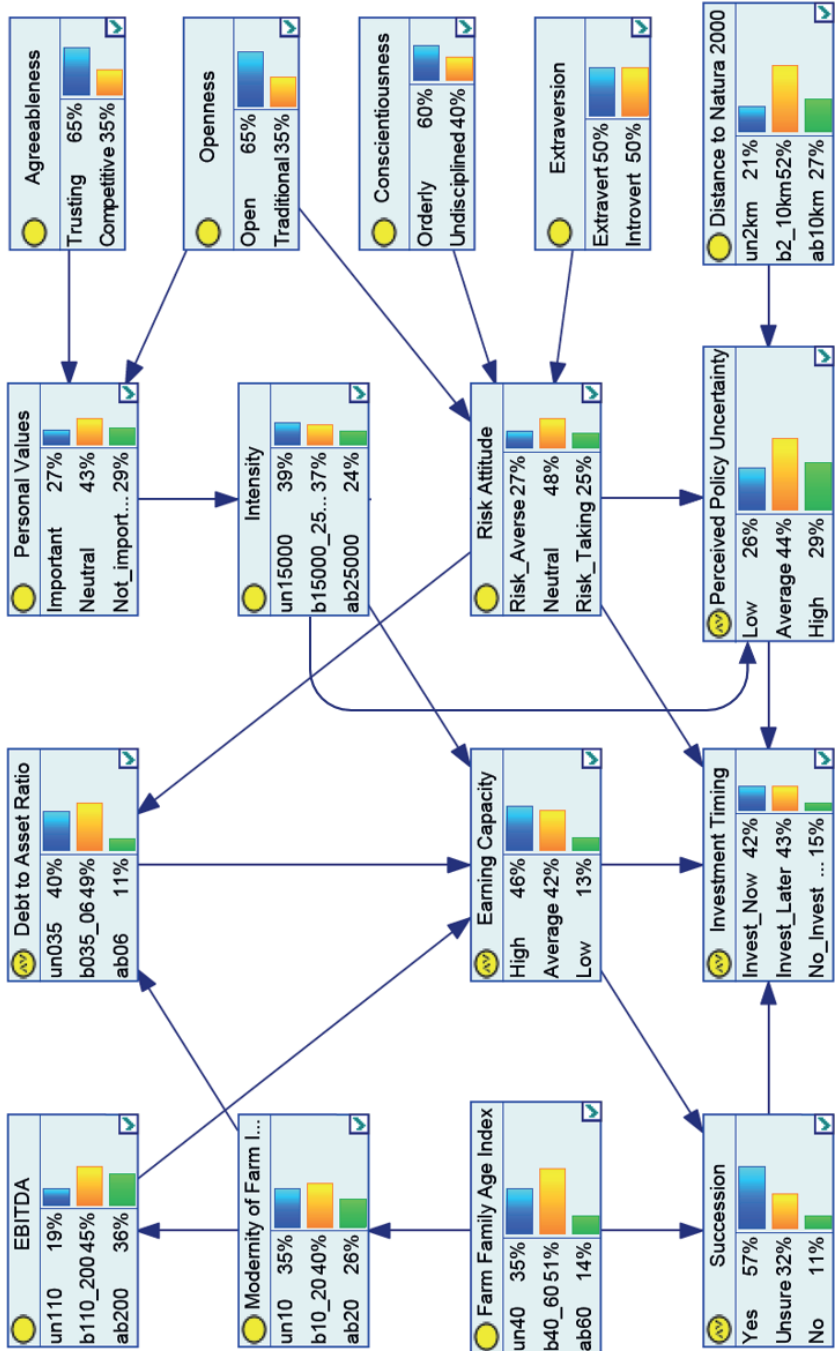 EBITDA
un110 19%
b110_200 45%
ab200 36%
Debt to Asset Ratio
un035 40%
b035_06 49%
ab06 11%
Personal Values
Important 27%
Neutral 43%
Not_import... 29%
Agreeableness
Trusting 65%
Competitive 35%
Modernity of Farm I...
un10 35%
b10_20 40%
ab20 26%
Intensity
un15000 39%
b15000_25... 37%
ab25000 24%
Openness
Open 65%
Traditional 35%
Farm Family Age Index
un40 35%
b40_60 51%
ab60 14%
Earning Capacity
High 46%
Average 42%
Low 13%
Risk Attitude
Risk_Averse 27%
Neutral 48%
Risk_Taking 25%
Conscientiousness
Orderly 60%
Undisciplined 40%
Extraversion
Extravert 50%
Introvert 50%
Succession
Yes 57%
Unsure 32%
No 11%
Investment Timing
Invest_Now 42%
Invest_Later 43%
No_Invest ... 15%
Perceived Policy Uncertainty
Low 26%
Average 44%
High 29%
Distance to Natura 2000
un2km 21%
b2_10km 52%
ab10km 27%